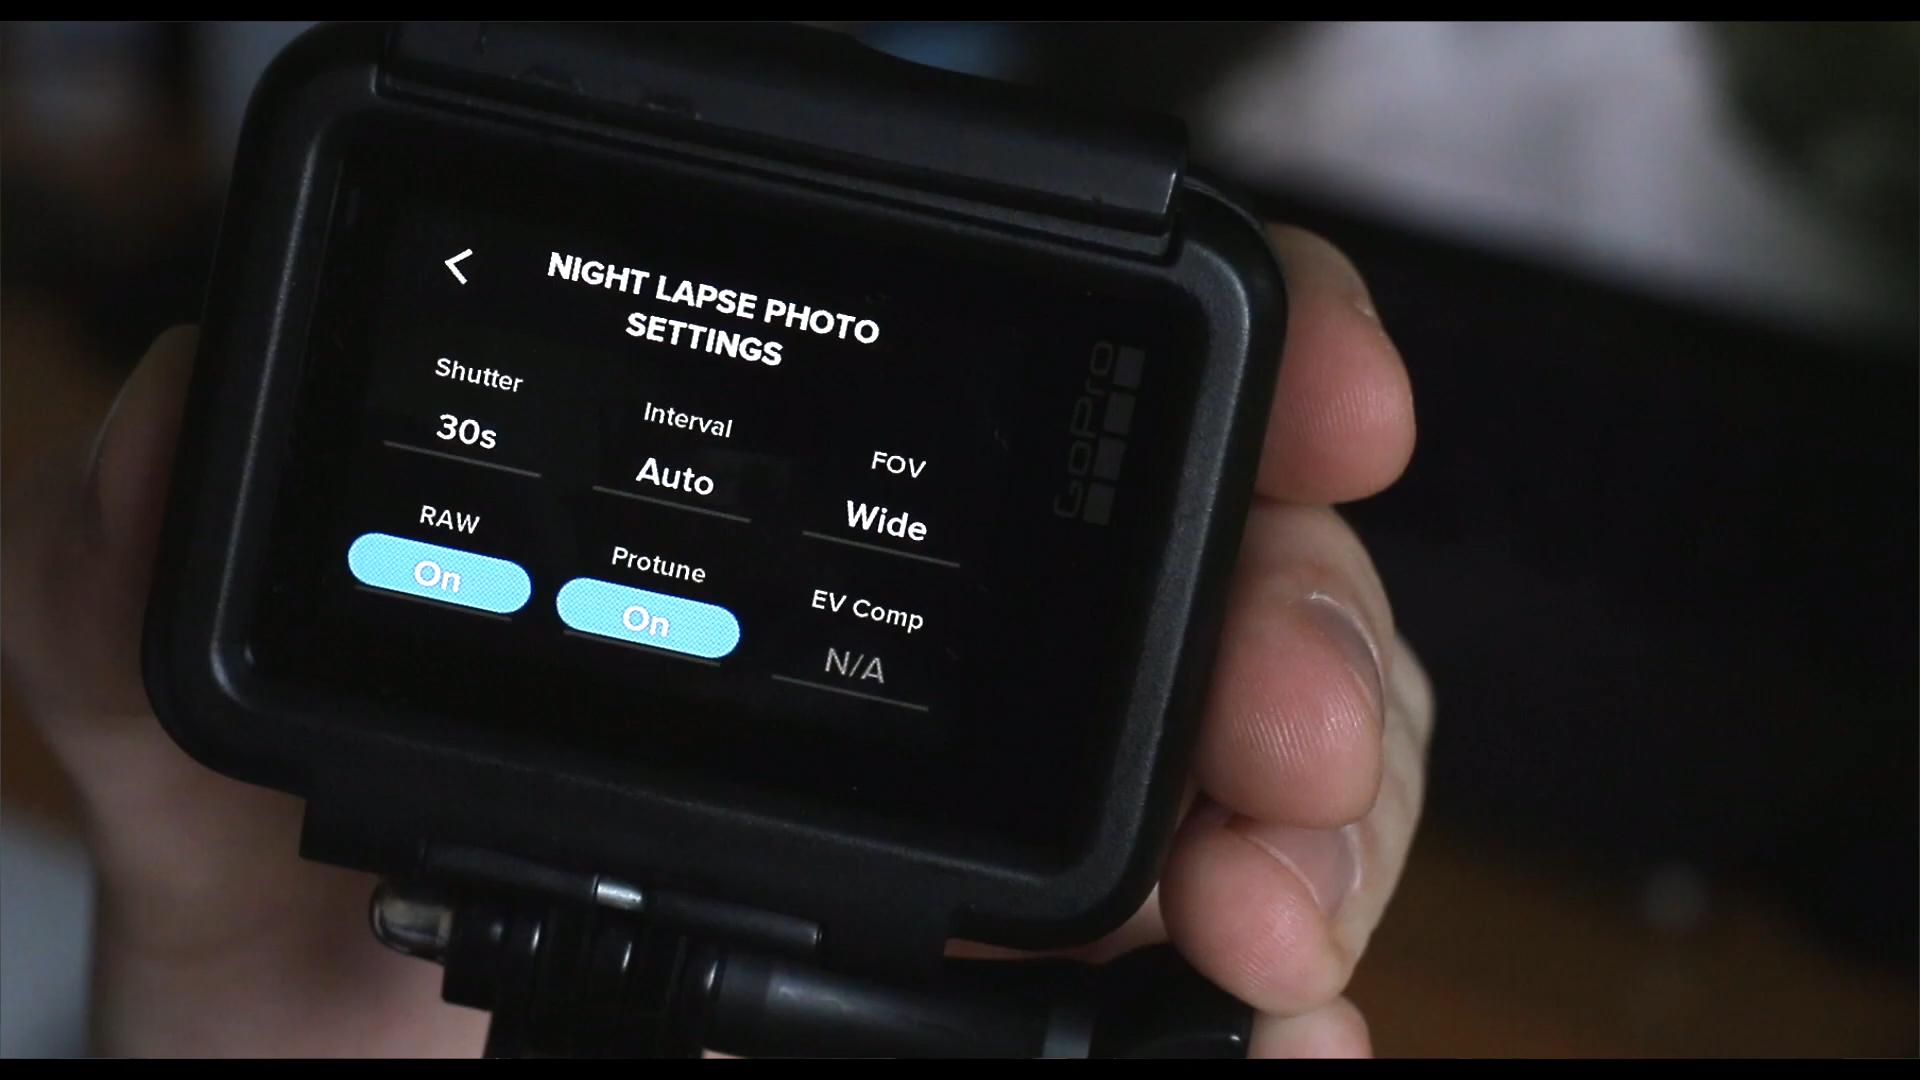 NIGHT LAPSE PHOTO
SETTINGS
Shutter
30s
Interval
Auto
FOV
Wide
RAW
On
Protune
On
EV Comp
N/A
GoPro